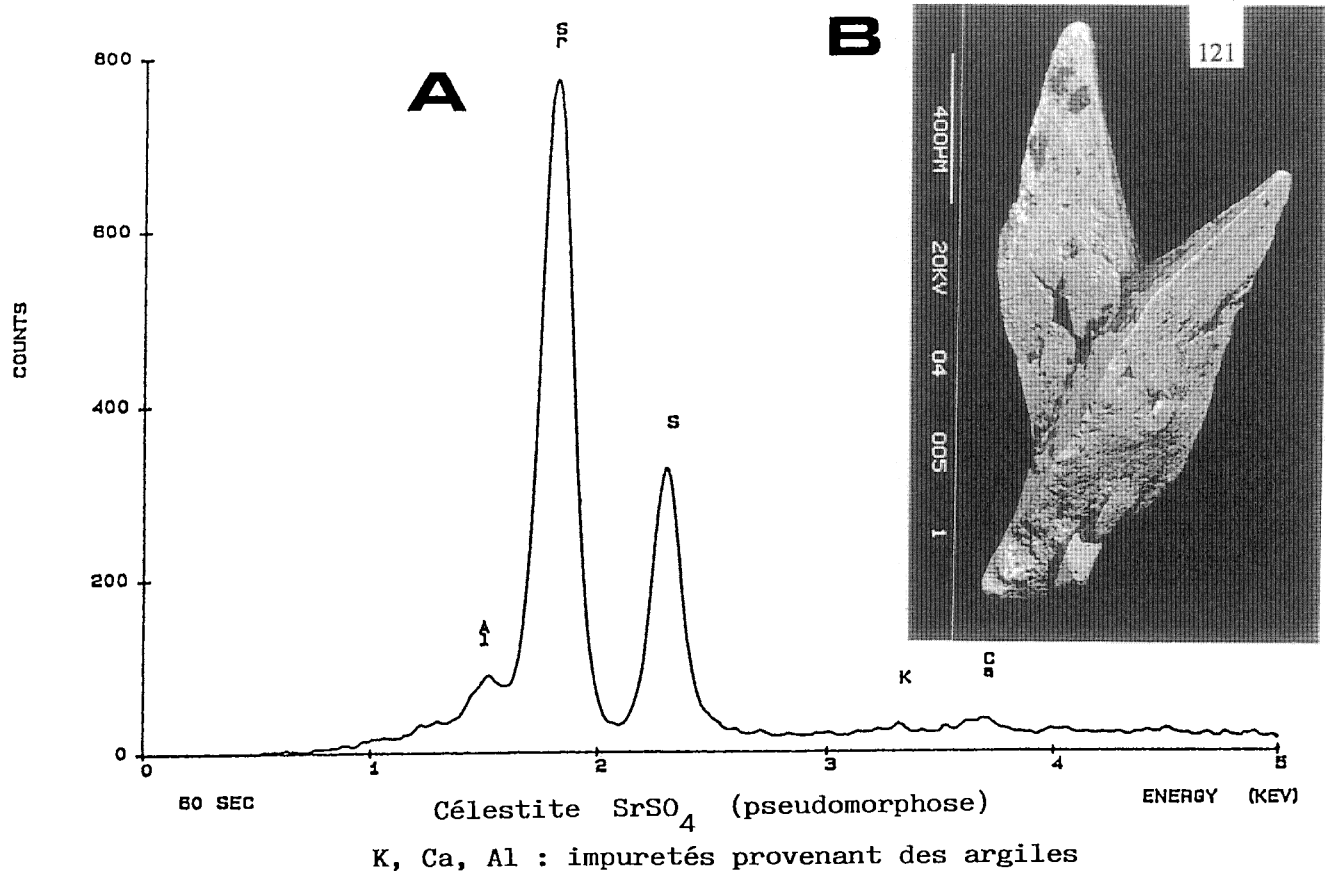 A
B
121
800
600
400
200
0
COUNTS
Sr
S
Al
K
Ca
0 1 2 3 4 5
60 SEC
ENERGY (KEV)
400µM 20KV 04 005 1
Célestite SrSO4 (pseudomorphose)
K, Ca, Al : impuretés provenant des argiles